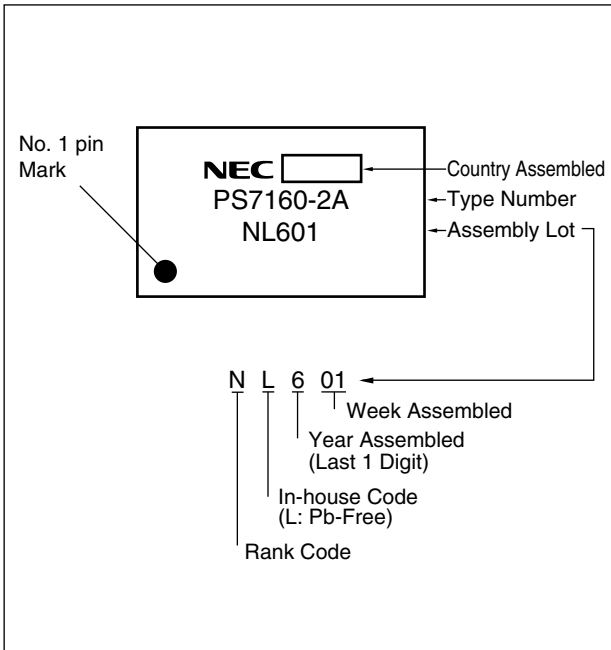 No. 1 pin
Mark
NEC
Country Assembled
PS7160-2A
Type Number
NL601
Assembly Lot
N L 6 01
Week Assembled
Year Assembled
(Last 1 Digit)
In-house Code
(L: Pb-Free)
Rank Code